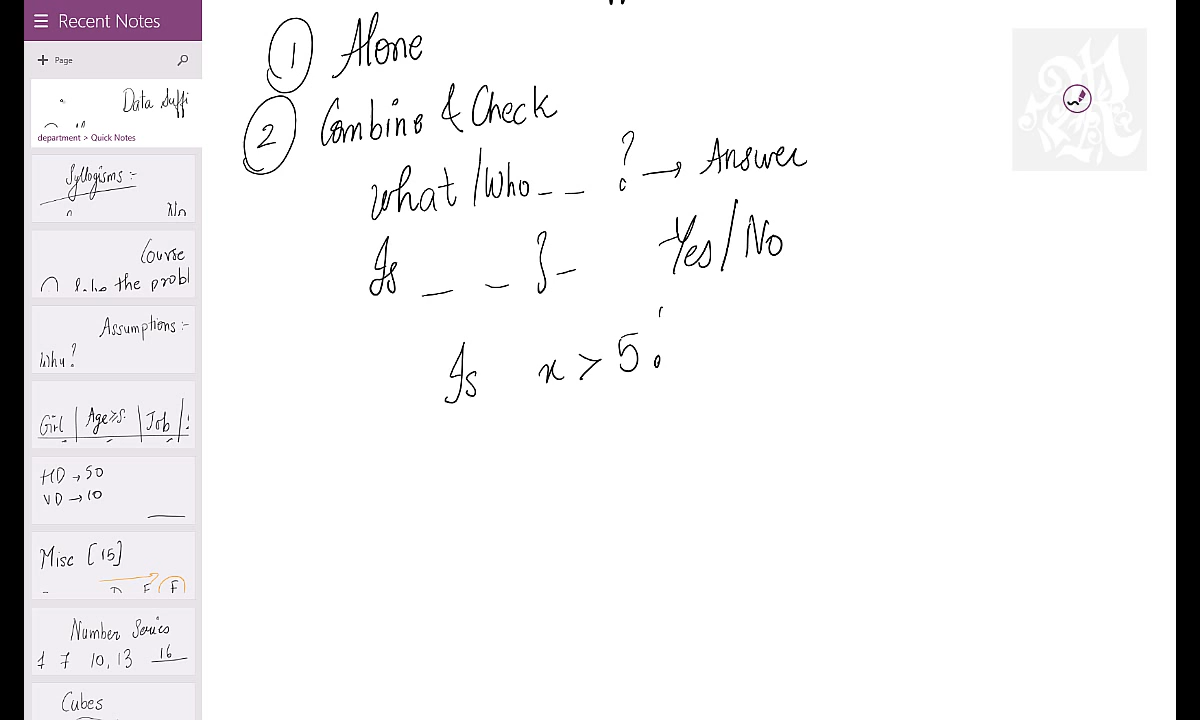 Recent Notes
+ Page
Data Suffi
department > Quick Notes
Syllogisms :-
No
Course
the probl
Assumptions :-
Why?
Girl | Age>5 | Job |
HD → 50
VD → 10
Misc [15]
D E F
Number Series
1 7 10, 13 16
Cubes
1 Alone
2 Combine & Check
What / Who _ _ ? → Answer
Is _ _ ? - Yes / No
Is x > 5 ?